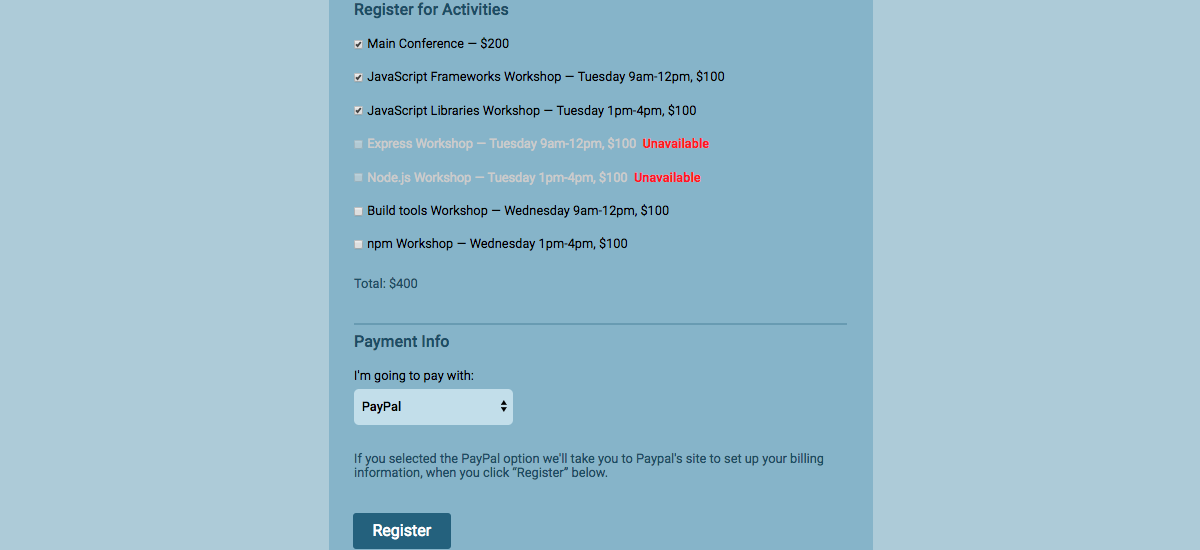 Register for Activities
Main Conference — $200
JavaScript Frameworks Workshop — Tuesday 9am-12pm, $100
JavaScript Libraries Workshop — Tuesday 1pm-4pm, $100
Express Workshop — Tuesday 9am-12pm, $100 Unavailable
Node.js Workshop — Tuesday 1pm-4pm, $100 Unavailable
Build tools Workshop — Wednesday 9am-12pm, $100
npm Workshop — Wednesday 1pm-4pm, $100
Total: $400
Payment Info
I'm going to pay with:
PayPal
If you selected the PayPal option we'll take you to Paypal's site to set up your billing
information, when you click “Register” below.
Register